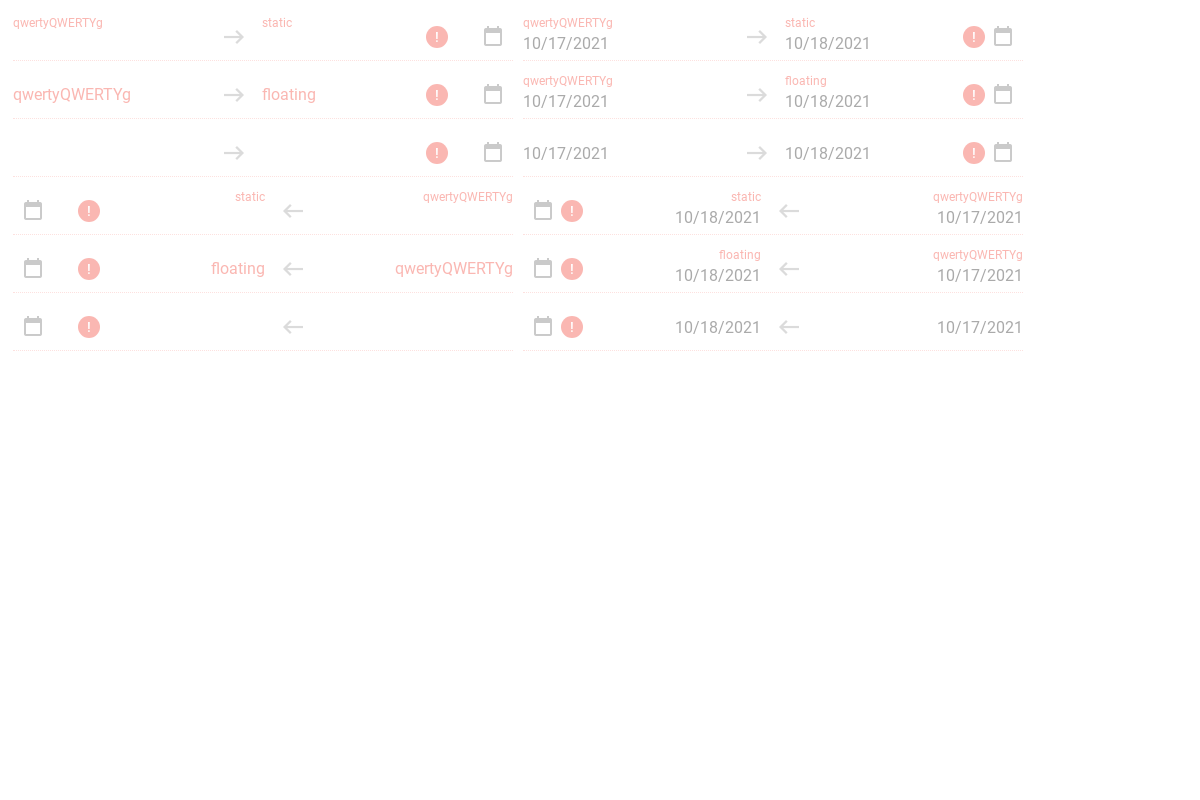 qwertyQWERTYg static qwertyQWERTYg static
! 10/17/2021 10/18/2021 !
qwertyQWERTYg floating
qwertyQWERTYg floating ! 10/17/2021 10/18/2021 !
! 10/17/2021 10/18/2021 !
static qwertyQWERTYg static qwertyQWERTYg
! ! 10/18/2021 10/17/2021
floating qwertyQWERTYg
! floating qwertyQWERTYg ! 10/18/2021 10/17/2021
! ! 10/18/2021 10/17/2021